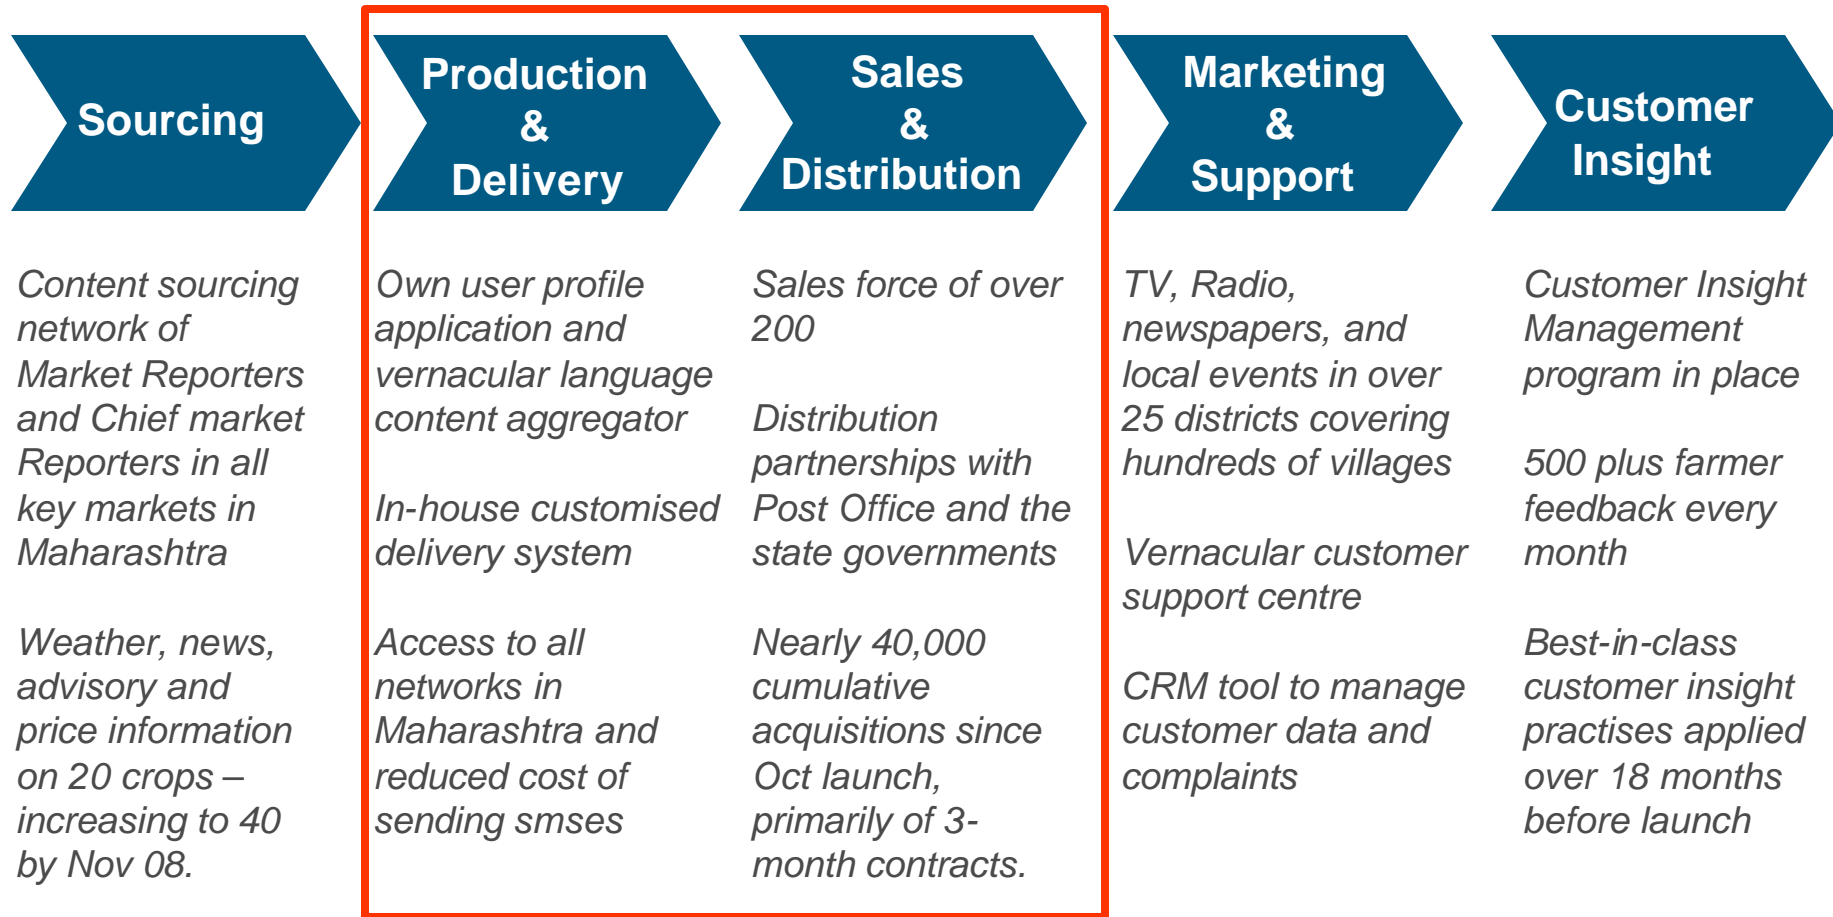 Sourcing
Content sourcing
network of
Market Reporters
and Chief market
Reporters in all
key markets in
Maharashtra
Weather, news,
advisory and
price information
on 20 crops –
increasing to 40
by Nov 08.
Production
&
Delivery
Own user profile
application and
vernacular language
content aggregator
In-house customised
delivery system
Access to all
networks in
Maharashtra and
reduced cost of
sending smses
Sales
&
Distribution
Sales force of over
200
Distribution
partnerships with
Post Office and the
state governments
Nearly 40,000
cumulative
acquisitions since
Oct launch,
primarily of 3-
month contracts.
Marketing
&
Support
TV, Radio,
newspapers, and
local events in over
25 districts covering
hundreds of villages
Vernacular customer
support centre
CRM tool to manage
customer data and
complaints
Customer
Insight
Customer Insight
Management
program in place
500 plus farmer
feedback every
month
Best-in-class
customer insight
practises applied
over 18 months
before launch